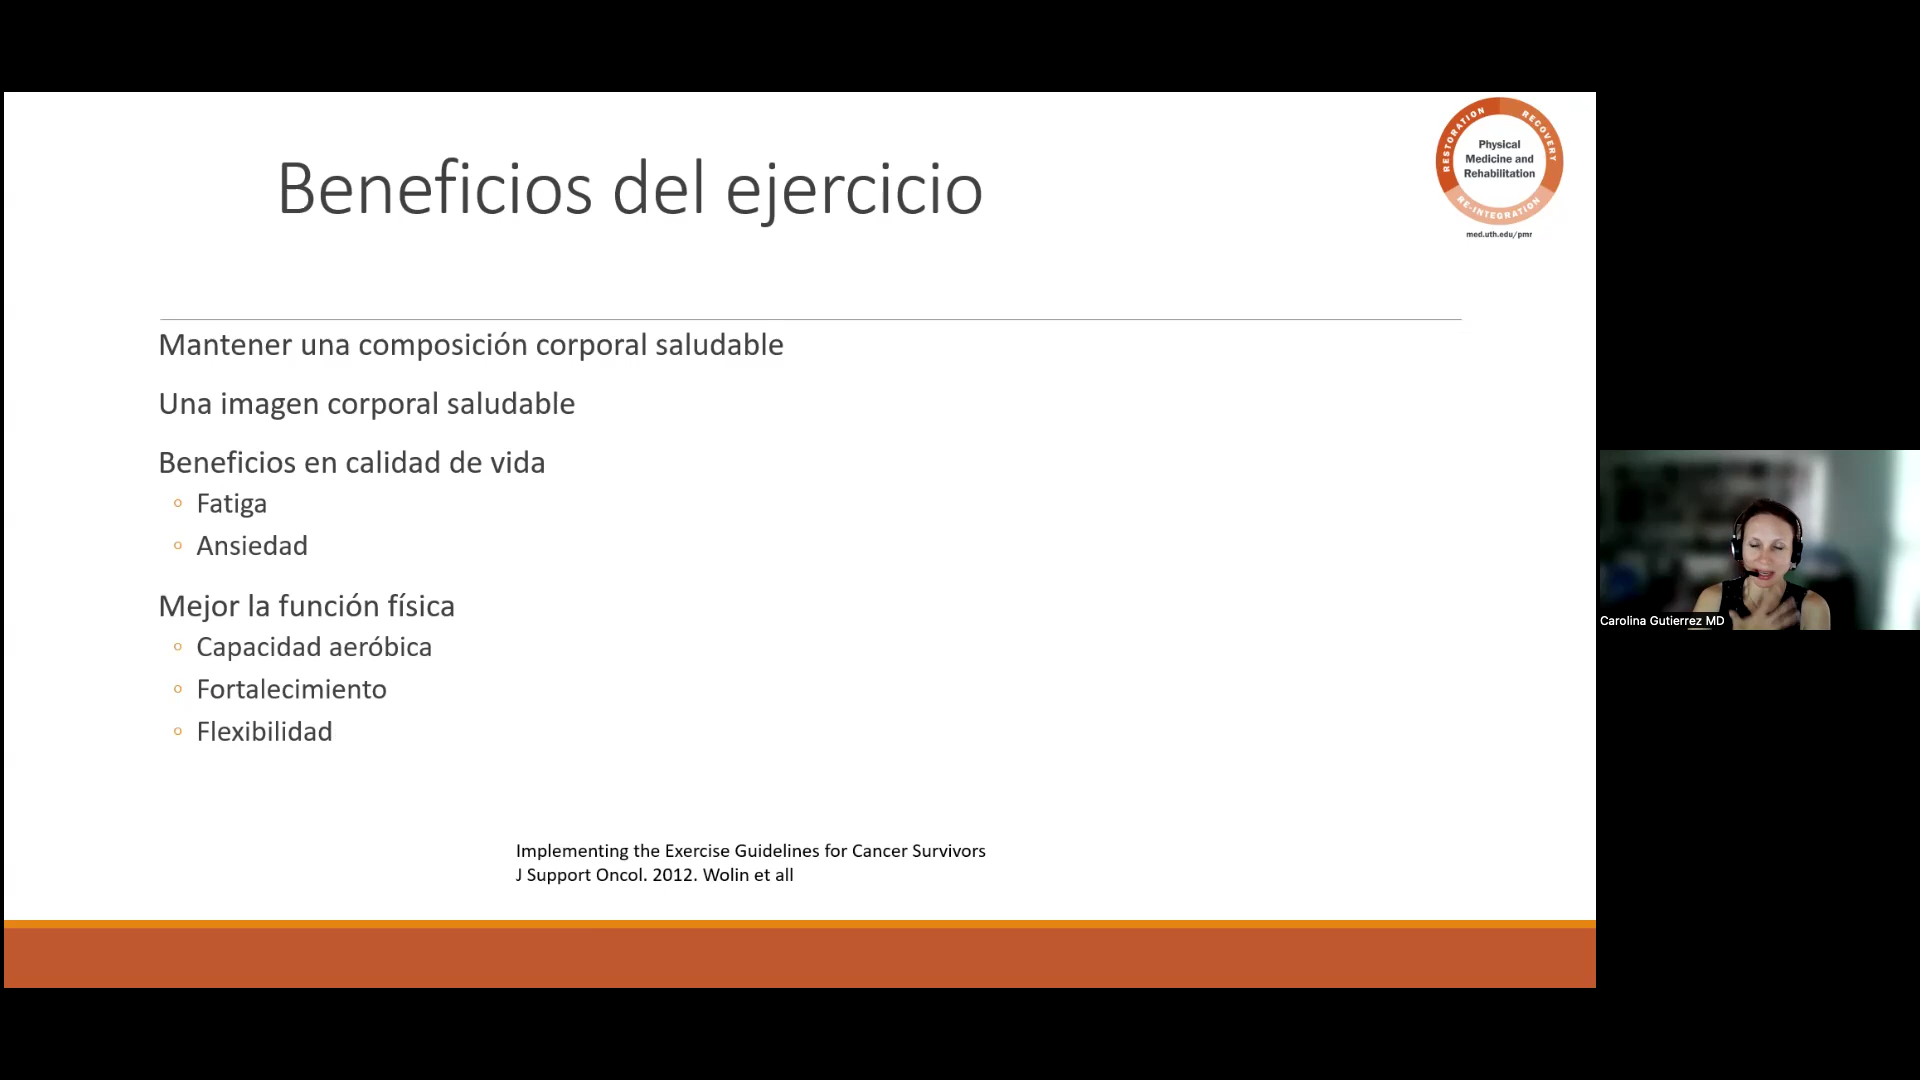 Beneficios del ejercicio
RESTORATION
RECOVERY
RE-INTEGRATION
Physical
Medicine and
Rehabilitation
med.uth.edu/pmr
Mantener una composición corporal saludable
Una imagen corporal saludable
Beneficios en calidad de vida
Fatiga
Ansiedad
Mejor la función física
Capacidad aeróbica
Fortalecimiento
Flexibilidad
Implementing the Exercise Guidelines for Cancer Survivors
J Support Oncol. 2012. Wolin et all
Carolina Gutierrez MD